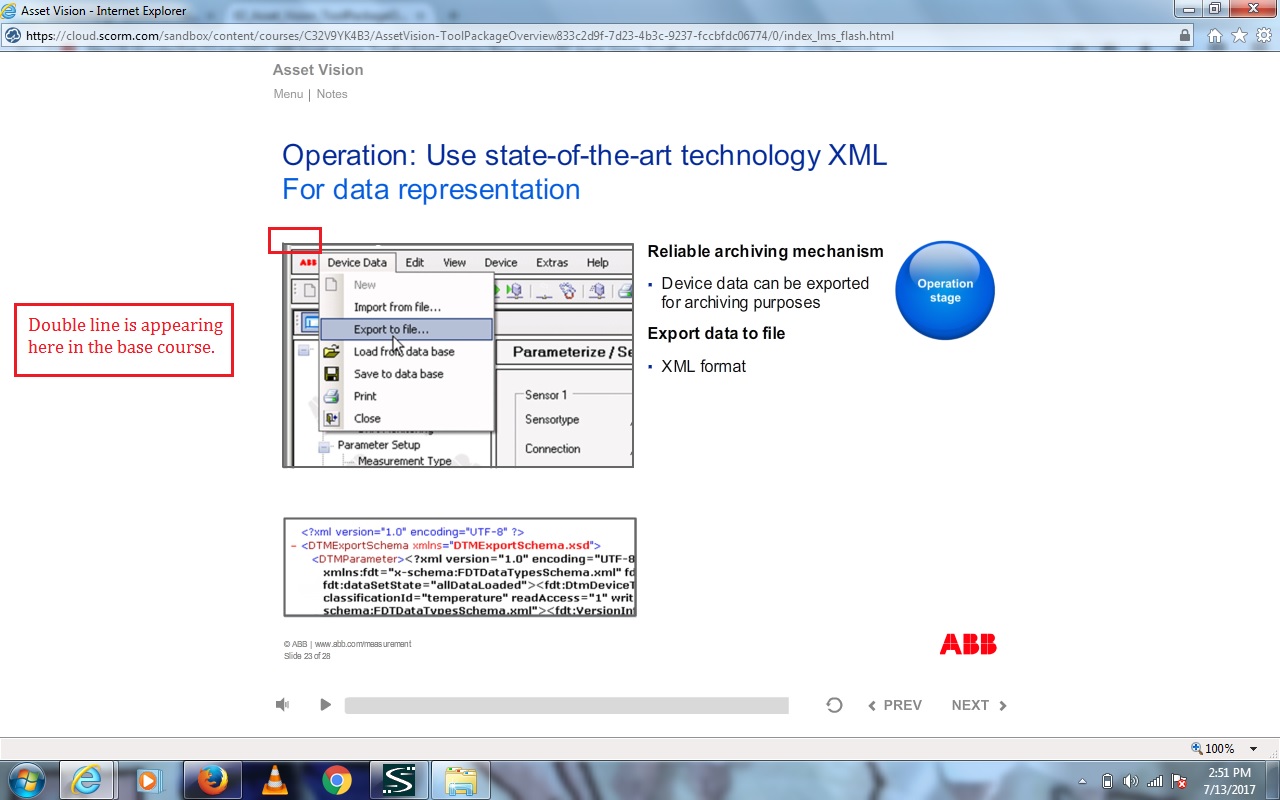 Asset Vision - Internet Explorer
https://cloud.scorm.com/sandbox/content/courses/C32V9YK4B3/AssetVision-ToolPackageOverview833c2d9f-7d23-4b3c-9237-fccbfdc06774/0/index_lms_flash.html
Asset Vision
Menu | Notes
Operation: Use state-of-the-art technology XML
For data representation
Double line is appearing
here in the base course.
ABB Device Data Edit View Device Extras Help
New
Import from file...
Export to file...
Load from data base
Save to data base
Print
Close
Parameter Setup
Measurement Type
Parameterize / Se
Sensor 1
Sensortype
Connection
Reliable archiving mechanism
▪ Device data can be exported
for archiving purposes
Export data to file
▪ XML format
Operation
stage
<?xml version="1.0" encoding="UTF-8" ?>
- <DTMExportSchema xmlns="DTMExportSchema.xsd">
<DTMParameter><?xml version="1.0" encoding="UTF-8
xmlns:fdt="x-schema:FDTDataTypesSchema.xml" fd
fdt:dataSetState="allDataLoaded"><fdt:DtmDeviceT
classificationId="temperature" readAccess="1" writ
schema:FDTDataTypesSchema.xml"><fdt:VersionInf
© ABB | www.abb.com/measurement
Slide 23 of 28
ABB
PREV NEXT
100%
2:51 PM
7/13/2017